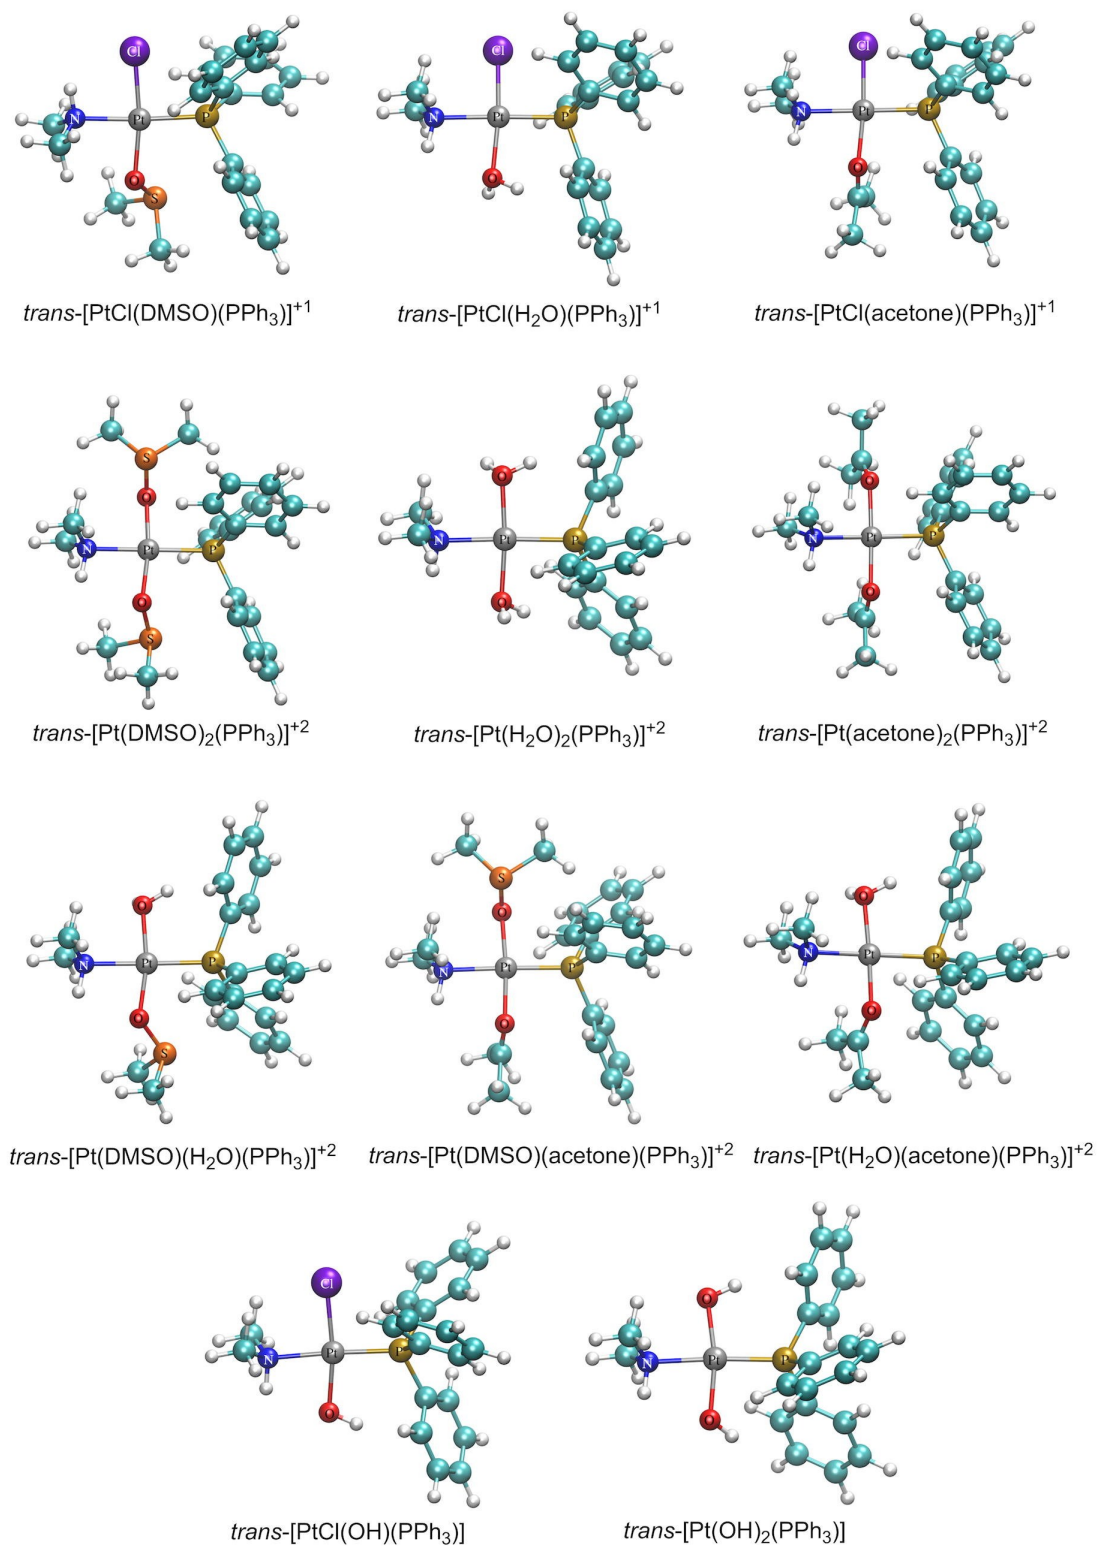 Cl Cl Cl
N Pt P N Pt P N Pt P
O O O
S
trans-[PtCl(DMSO)(PPh₃)]⁺¹ trans-[PtCl(H₂O)(PPh₃)]⁺¹ trans-[PtCl(acetone)(PPh₃)]⁺¹
S
O O O
N Pt P N Pt P N Pt P
O O O
S
trans-[Pt(DMSO)₂(PPh₃)]⁺² trans-[Pt(H₂O)₂(PPh₃)]⁺² trans-[Pt(acetone)₂(PPh₃)]⁺²
S
O O O
N Pt P N Pt P N Pt P
O O O
S
trans-[Pt(DMSO)(H₂O)(PPh₃)]⁺² trans-[Pt(DMSO)(acetone)(PPh₃)]⁺² trans-[Pt(H₂O)(acetone)(PPh₃)]⁺²
Cl O
N Pt P N Pt P
O O
trans-[PtCl(OH)(PPh₃)] trans-[Pt(OH)₂(PPh₃)]